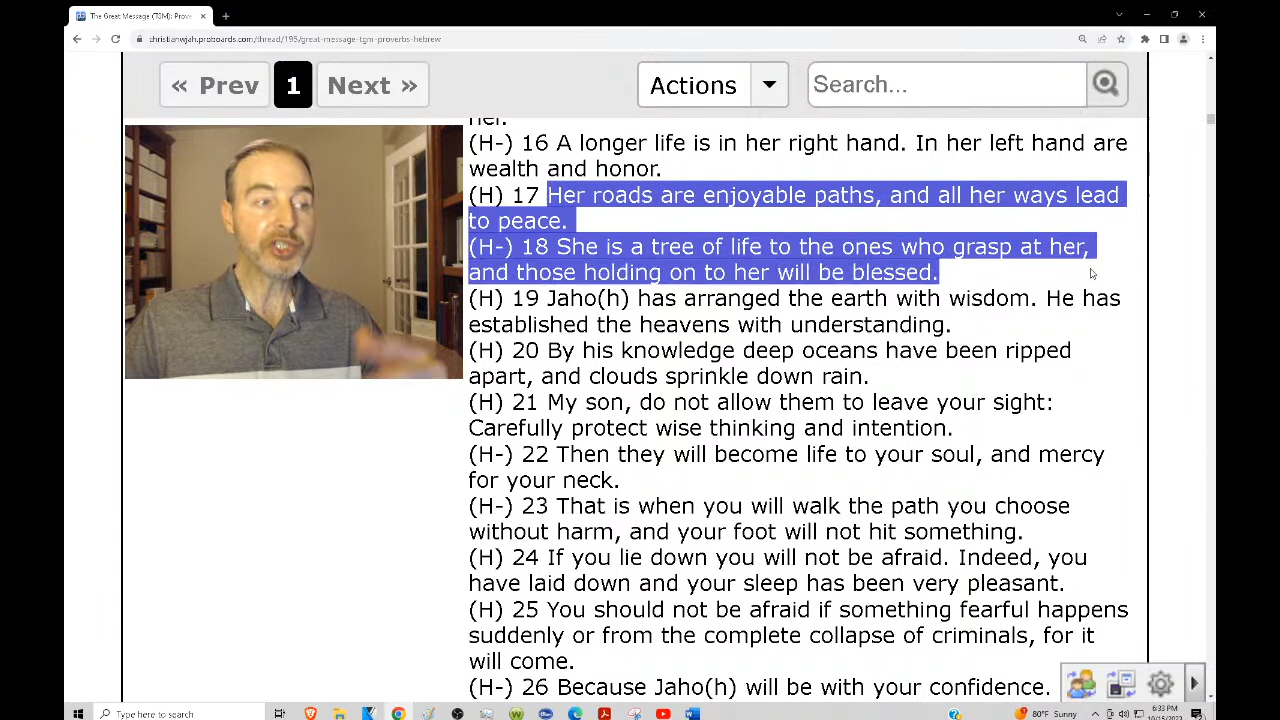 The Great Message (TGM): Prove
christianwjah.proboards.com/thread/195/great-message-tgm-proverbs-hebrew
« Prev 1 Next »
Actions
Search...
her.
(H-) 16 A longer life is in her right hand. In her left hand are
wealth and honor.
(H) 17 Her roads are enjoyable paths, and all her ways lead
to peace.
(H-) 18 She is a tree of life to the ones who grasp at her,
and those holding on to her will be blessed.
(H) 19 Jaho(h) has arranged the earth with wisdom. He has
established the heavens with understanding.
(H) 20 By his knowledge deep oceans have been ripped
apart, and clouds sprinkle down rain.
(H) 21 My son, do not allow them to leave your sight:
Carefully protect wise thinking and intention.
(H-) 22 Then they will become life to your soul, and mercy
for your neck.
(H-) 23 That is when you will walk the path you choose
without harm, and your foot will not hit something.
(H) 24 If you lie down you will not be afraid. Indeed, you
have laid down and your sleep has been very pleasant.
(H) 25 You should not be afraid if something fearful happens
suddenly or from the complete collapse of criminals, for it
will come.
(H-) 26 Because Jaho(h) will be with your confidence.
Type here to search
80°F Sunny
6:33 PM
10/15/2023